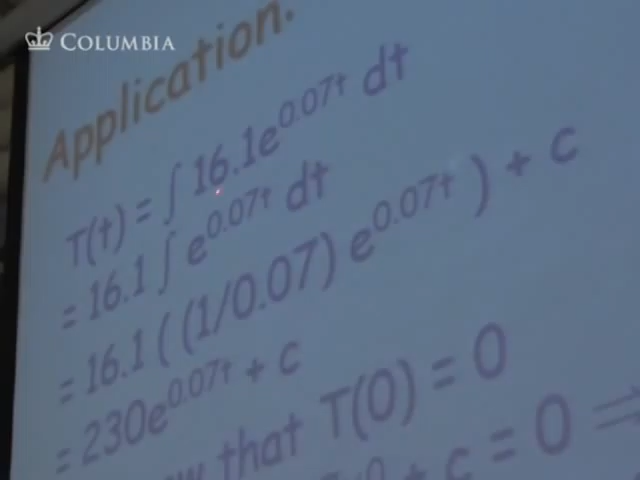 COLUMBIA
Application.
T(t) = ∫ 16.1e^0.07t dt
= 16.1 ∫ e^0.07t dt
= 16.1 ( (1/0.07) e^0.07t ) + c
= 230e^0.07t + c
that T(0) = 0
+ c = 0 ⇒